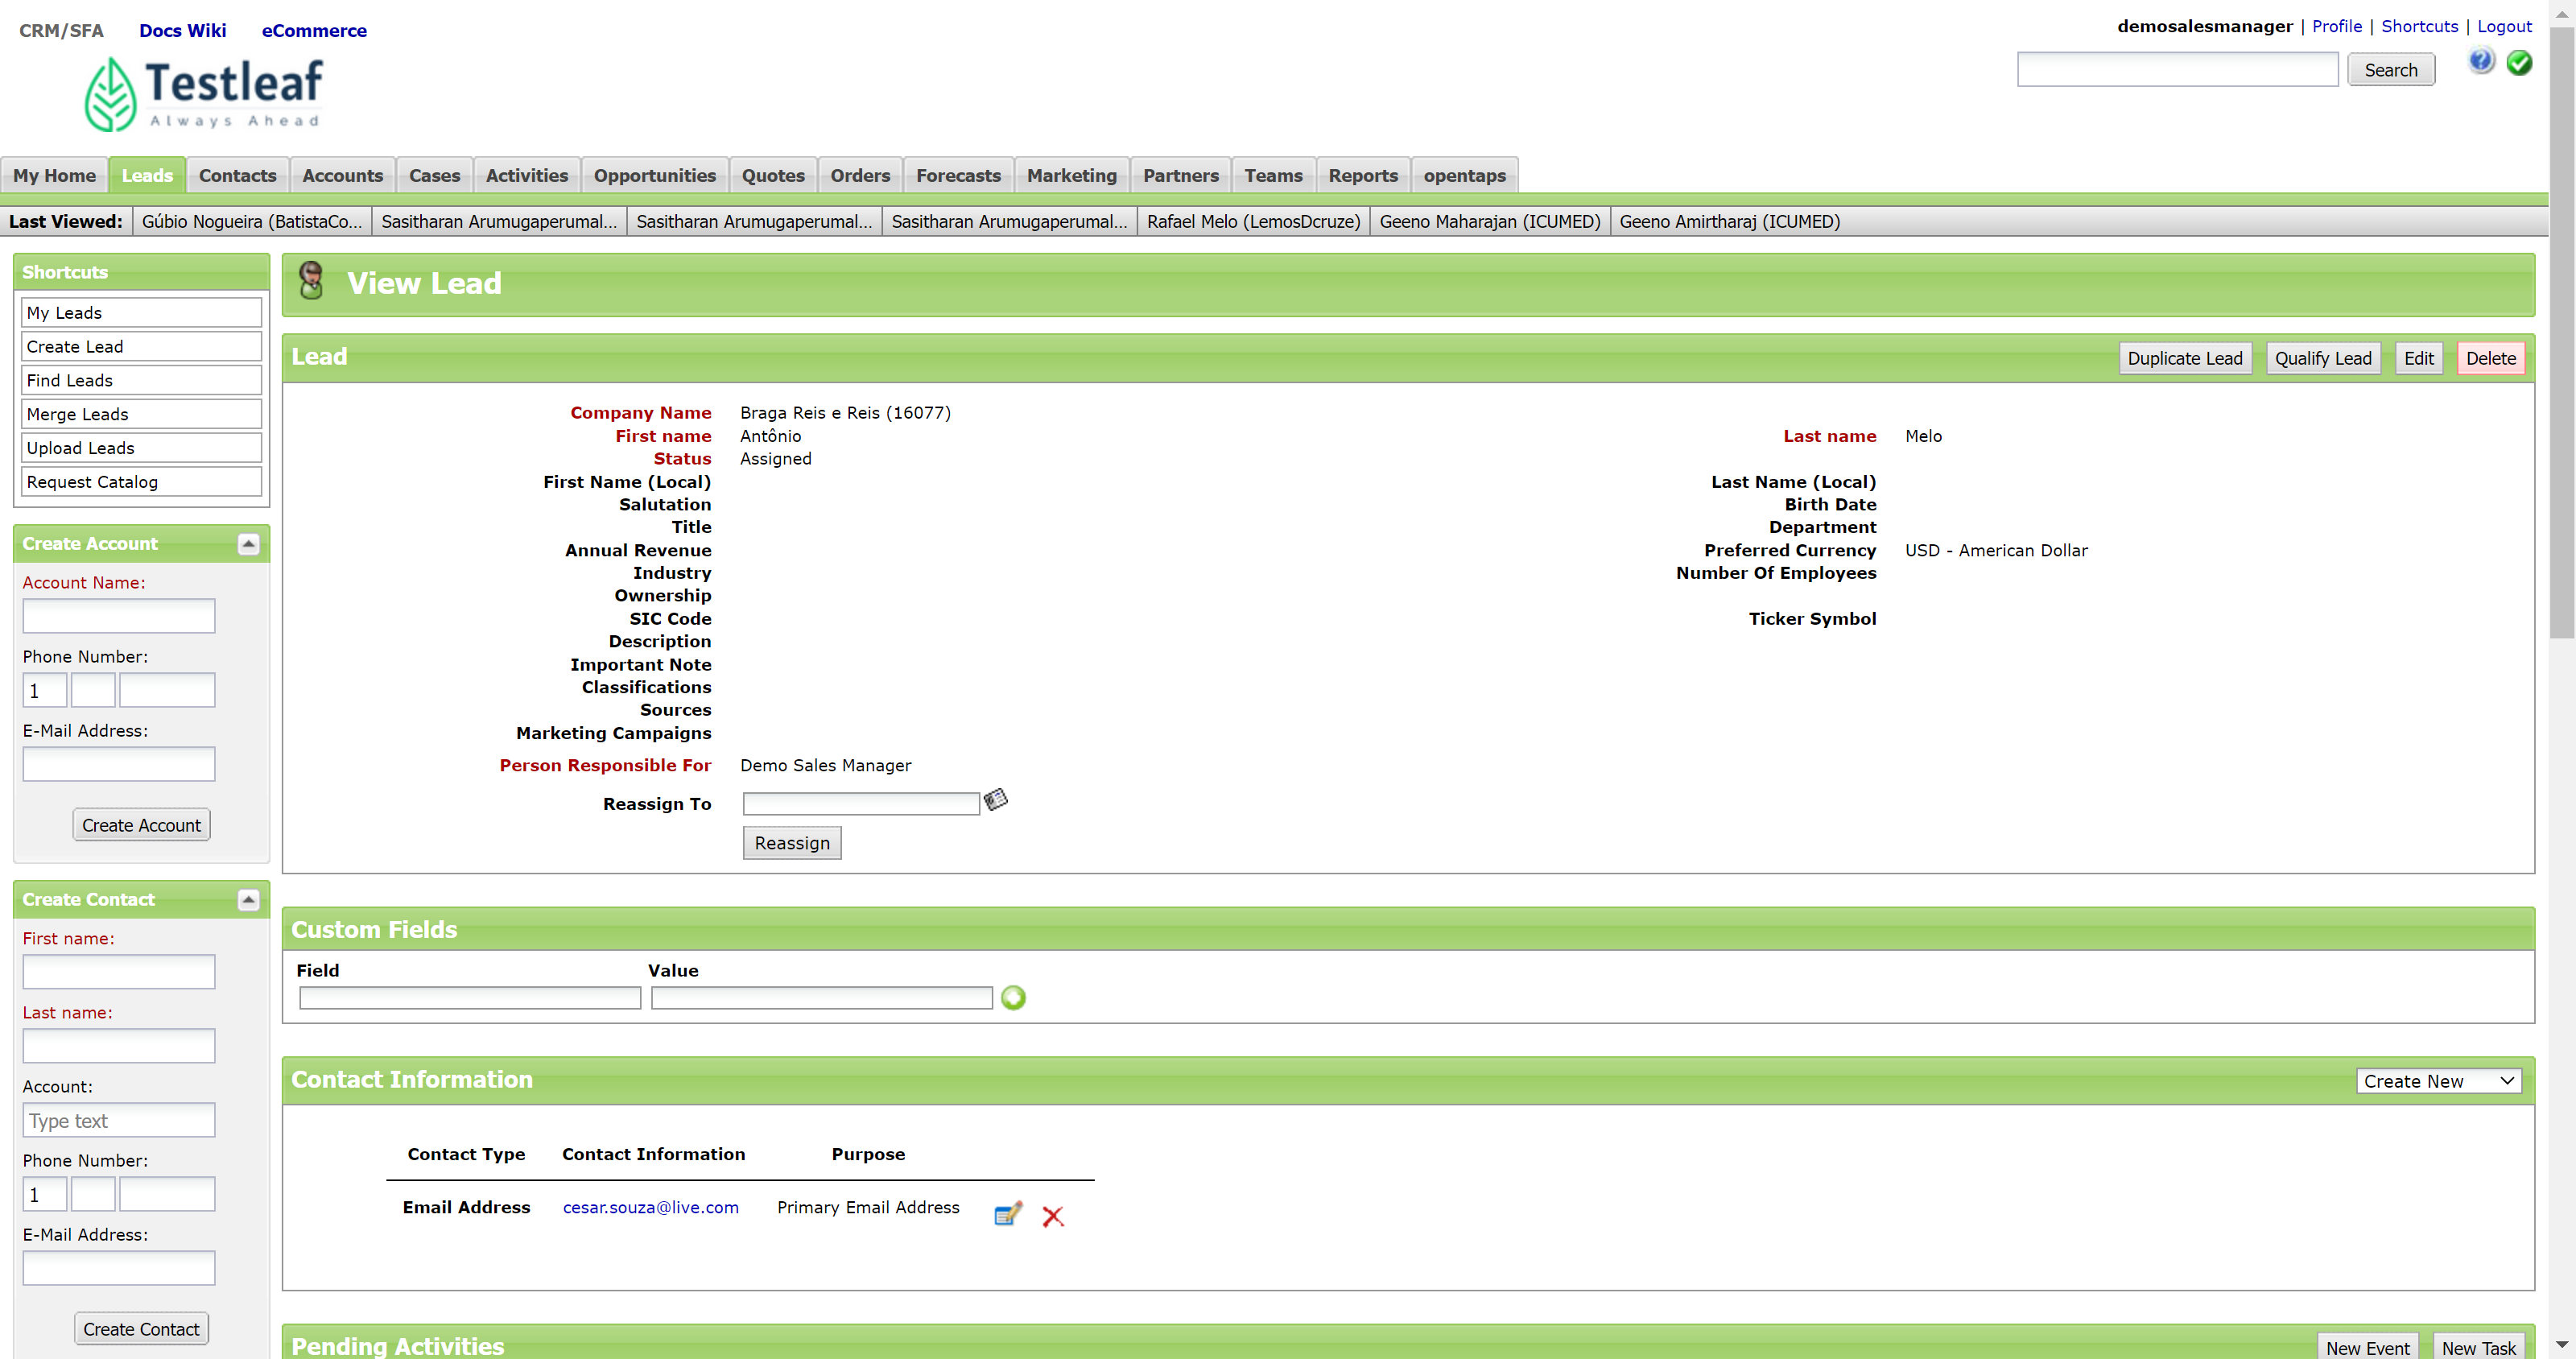 CRM/SFA Docs Wiki eCommerce
demosalesmanager | Profile | Shortcuts | Logout
Testleaf
Always Ahead
Search
My Home Leads Contacts Accounts Cases Activities Opportunities Quotes Orders Forecasts Marketing Partners Teams Reports opentaps
Last Viewed: Gúbio Nogueira (BatistaCo... Sasitharan Arumugaperumal... Sasitharan Arumugaperumal... Sasitharan Arumugaperumal... Rafael Melo (LemosDcruze) Geeno Maharajan (ICUMED) Geeno Amirtharaj (ICUMED)
Shortcuts
My Leads
Create Lead
Find Leads
Merge Leads
Upload Leads
Request Catalog
Create Account
Account Name:
Phone Number:
1
E-Mail Address:
Create Account
Create Contact
First name:
Last name:
Account:
Type text
Phone Number:
1
E-Mail Address:
Create Contact
View Lead
Lead
Duplicate Lead Qualify Lead Edit Delete
Company Name Braga Reis e Reis (16077)
First name Antônio Last name Melo
Status Assigned
First Name (Local) Last Name (Local)
Salutation Birth Date
Title Department
Annual Revenue Preferred Currency USD - American Dollar
Industry Number Of Employees
Ownership
SIC Code Ticker Symbol
Description
Important Note
Classifications
Sources
Marketing Campaigns
Person Responsible For Demo Sales Manager
Reassign To
Reassign
Custom Fields
Field Value
Contact Information Create New
Contact Type Contact Information Purpose
Email Address cesar.souza@live.com Primary Email Address
Pending Activities New Event New Task